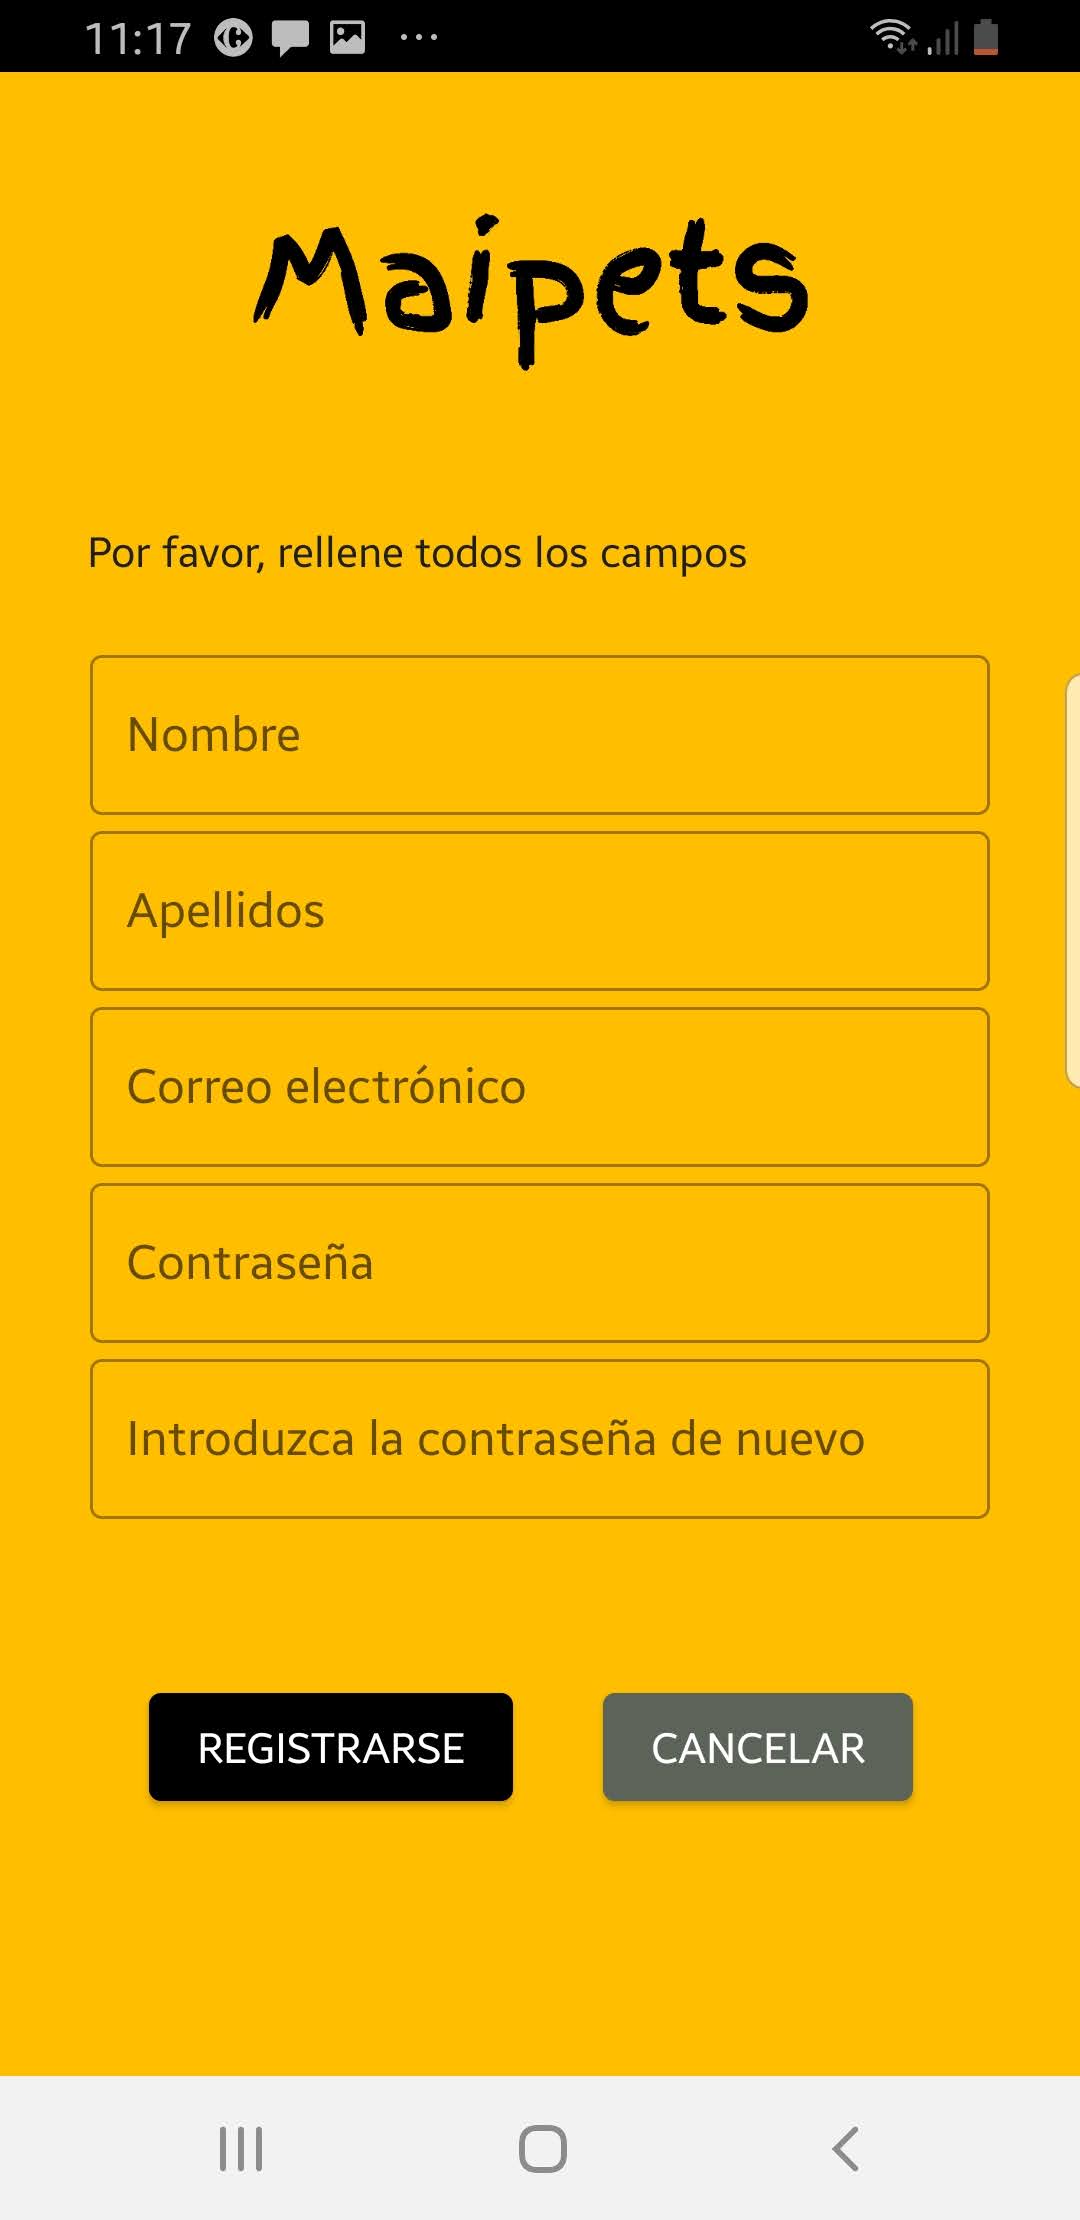 11:17
Maipets
Por favor, rellene todos los campos
Nombre
Apellidos
Correo electrónico
Contraseña
Introduzca la contraseña de nuevo
REGISTRARSE
CANCELAR